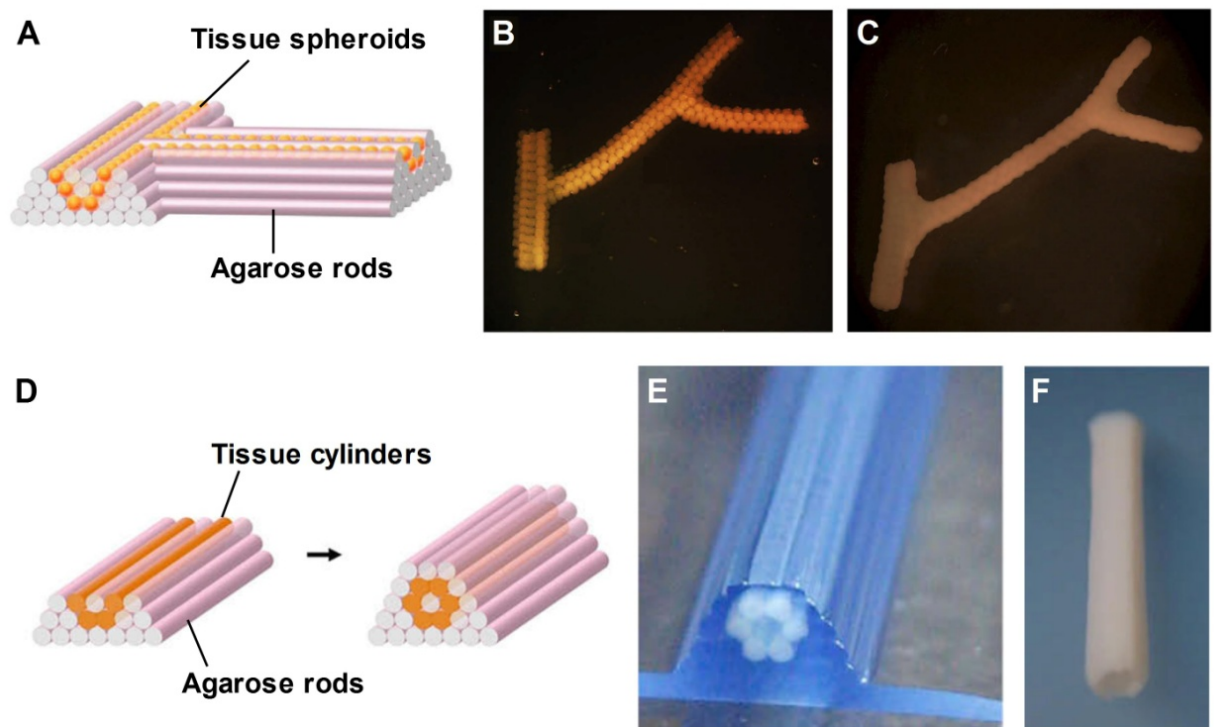 A
Tissue spheroids
Agarose rods
B
C
D
Tissue cylinders
Agarose rods
E
F